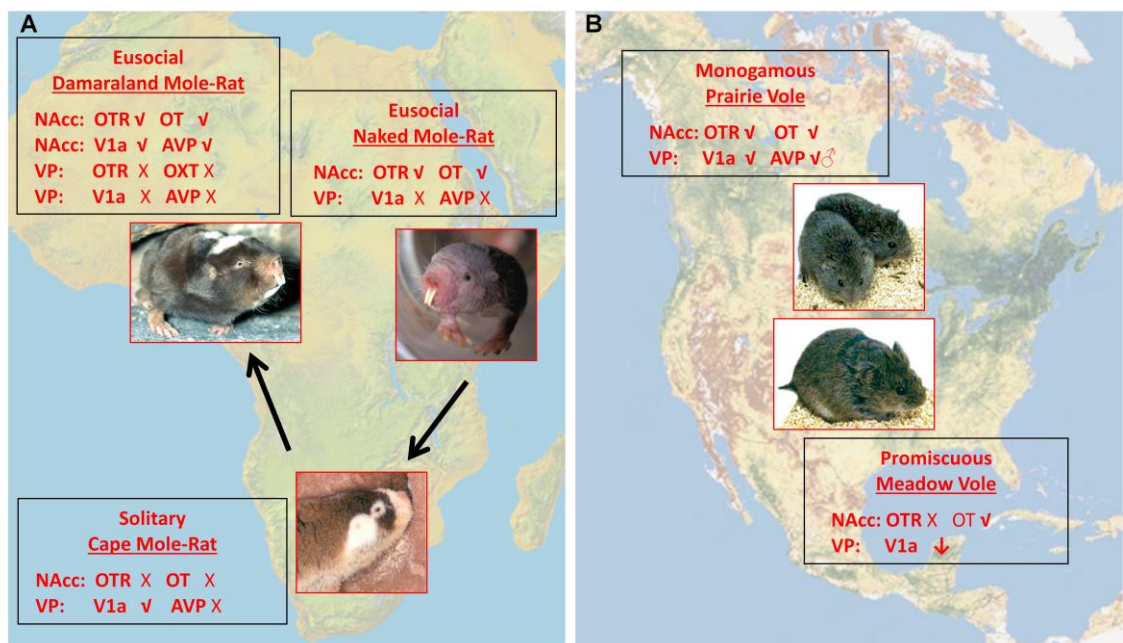 A
Eusocial
Damaraland Mole-Rat
NAcc: OTR √ OT √
NAcc: V1a √ AVP √
VP: OTR X OXT X
VP: V1a X AVP X
Eusocial
Naked Mole-Rat
NAcc: OTR √ OT √
VP: V1a X AVP X
Solitary
Cape Mole-Rat
NAcc: OTR X OT X
VP: V1a √ AVP X
B
Monogamous
Prairie Vole
NAcc: OTR √ OT √
VP: V1a √ AVP √♂
Promiscuous
Meadow Vole
NAcc: OTR X OT √
VP: V1a ↓